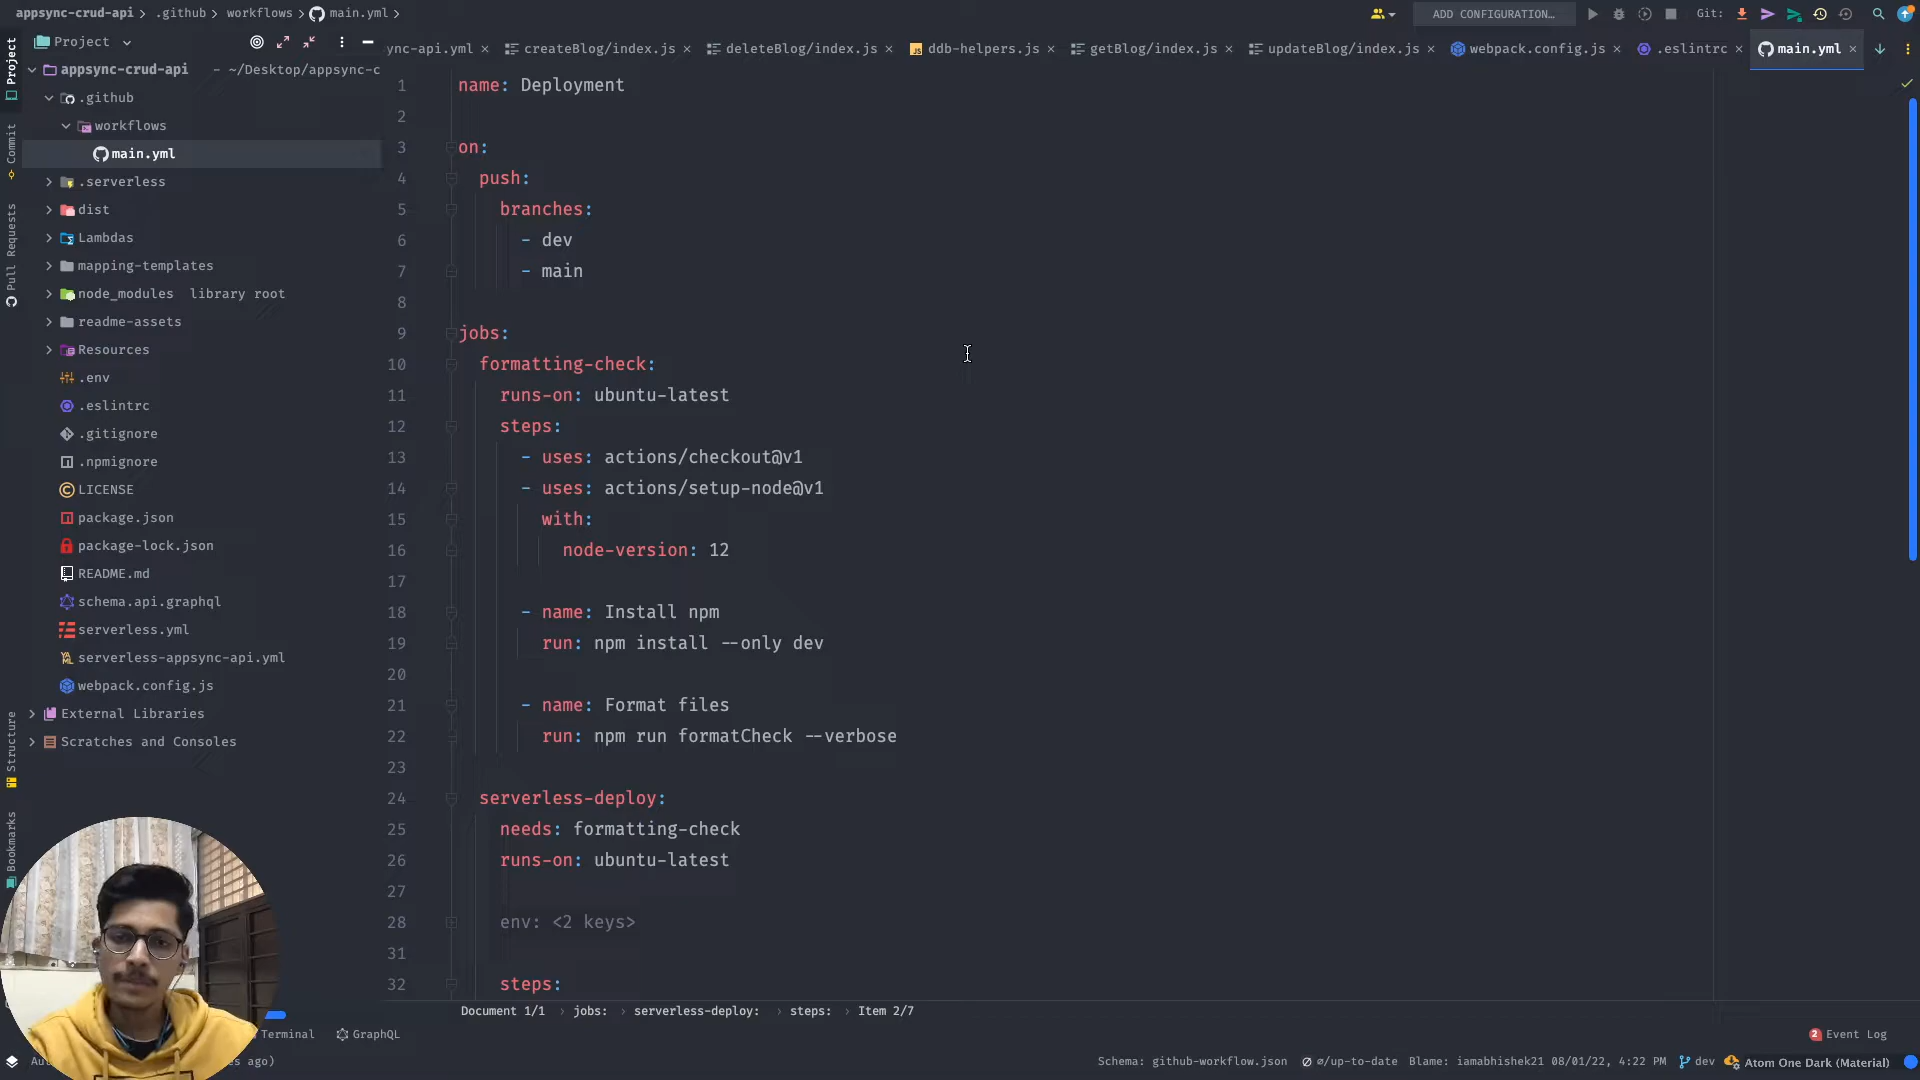 appsync-crud-api > .github > workflows > main.yml >
ADD CONFIGURATION...
Git:
Project
ync-api.yml
createBlog/index.js
deleteBlog/index.js
ddb-helpers.js
getBlog/index.js
updateBlog/index.js
webpack.config.js
.eslintrc
main.yml
Project
Commit
Pull Requests
Structure
Bookmarks
appsync-crud-api - ~/Desktop/appsync-c
.github
workflows
main.yml
.serverless
dist
Lambdas
mapping-templates
node_modules library root
readme-assets
Resources
.env
.eslintrc
.gitignore
.npmignore
LICENSE
package.json
package-lock.json
README.md
schema.api.graphql
serverless.yml
serverless-appsync-api.yml
webpack.config.js
External Libraries
Scratches and Consoles
1 name: Deployment
2
3 on:
4 push:
5 branches:
6 - dev
7 - main
8
9 jobs:
10 formatting-check:
11 runs-on: ubuntu-latest
12 steps:
13 - uses: actions/checkout@v1
14 - uses: actions/setup-node@v1
15 with:
16 node-version: 12
17
18 - name: Install npm
19 run: npm install --only dev
20
21 - name: Format files
22 run: npm run formatCheck --verbose
23
24 serverless-deploy:
25 needs: formatting-check
26 runs-on: ubuntu-latest
27
28 env: <2 keys>
31
32 steps:
Document 1/1 > jobs: > serverless-deploy: > steps: > Item 2/7
Terminal
GraphQL
2 Event Log
es ago)
Schema: github-workflow.json
ø/up-to-date
Blame: iamabhishek21 08/01/22, 4:22 PM
dev
Atom One Dark (Material)